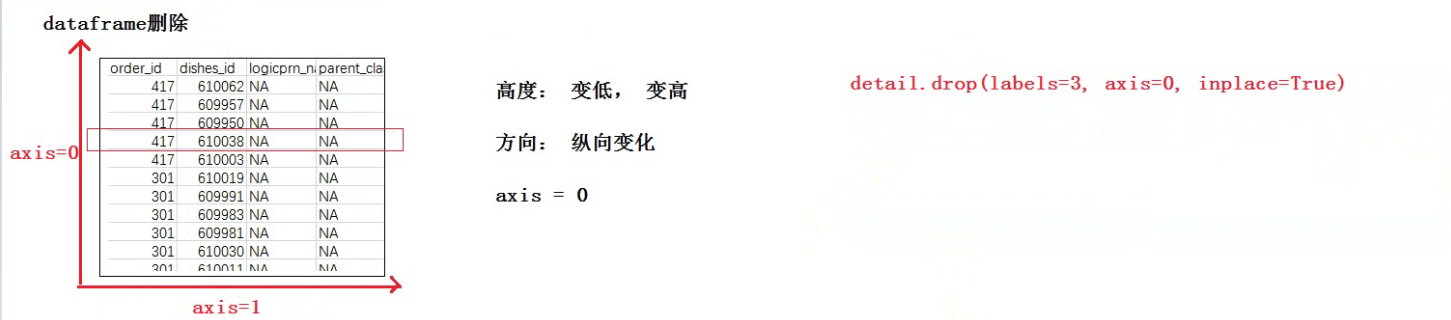 dataframe删除
order_id dishes_id logicprn_na parent_cla
417 610062 NA NA
417 609957 NA NA
417 609950 NA NA
417 610038 NA NA
417 610003 NA NA
301 610019 NA NA
301 609991 NA NA
301 609983 NA NA
301 609981 NA NA
301 610030 NA NA
301 610011 NA NA
axis=0
axis=1
高度： 变低， 变高
方向： 纵向变化
axis = 0
detail.drop(labels=3, axis=0, inplace=True)